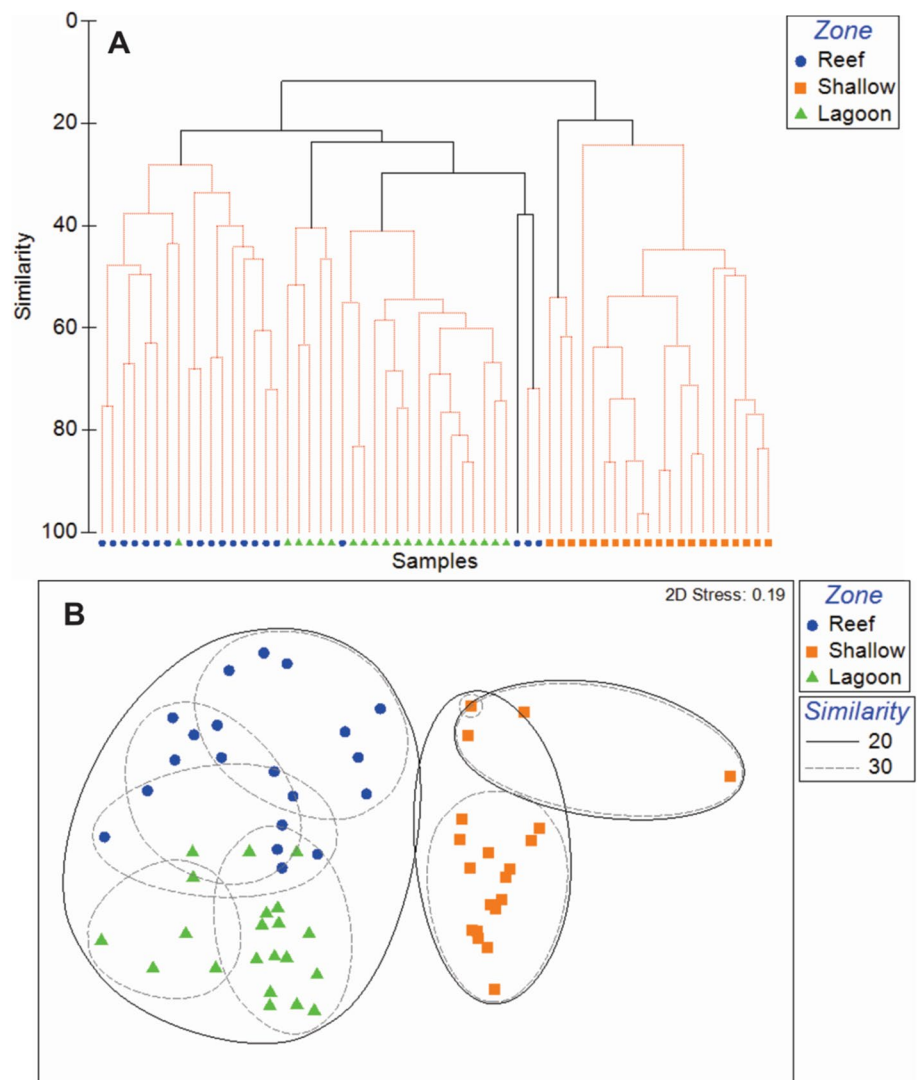 A
Zone
Reef
Shallow
Lagoon
0
20
40
60
80
100
Similarity
Samples
B
2D Stress: 0.19
Zone
Reef
Shallow
Lagoon
Similarity
20
30